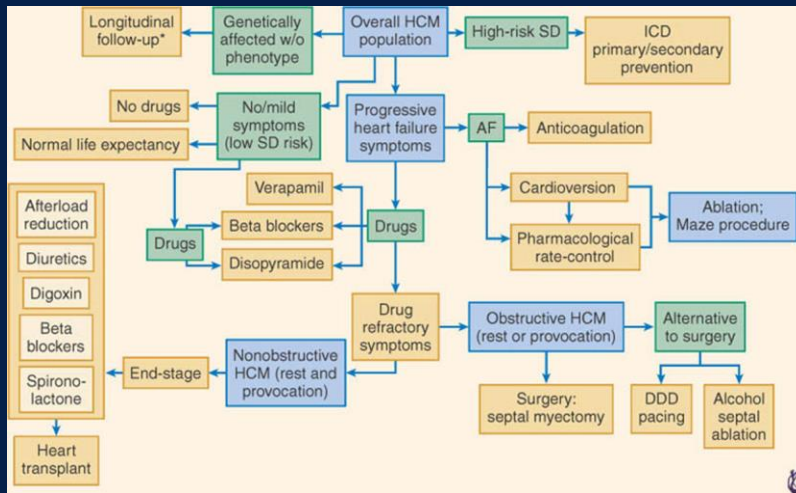 Longitudinal
follow-up*
Genetically
affected w/o
phenotype
Overall HCM
population
High-risk SD
ICD
primary/secondary
prevention
No drugs
Normal life expectancy
No/mild
symptoms
(low SD risk)
Progressive
heart failure
symptoms
AF
Anticoagulation
Cardioversion
Pharmacological
rate-control
Ablation;
Maze procedure
Verapamil
Beta blockers
Disopyramide
Drugs
Drugs
Afterload
reduction
Diuretics
Digoxin
Beta
blockers
Spirono-
lactone
Heart
transplant
Drug
refractory
symptoms
Obstructive HCM
(rest or provocation)
Alternative
to surgery
Nonobstructive
HCM (rest and
provocation)
End-stage
Surgery:
septal myectomy
DDD
pacing
Alcohol
septal
ablation